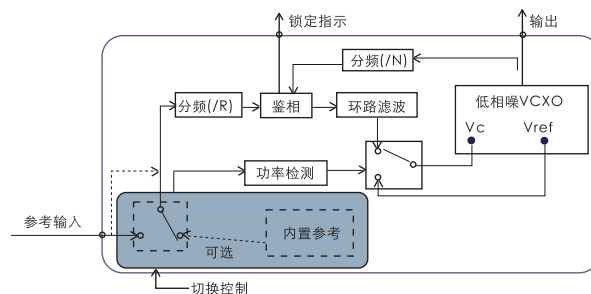 锁定指示
输出
分频(/N)
分频(/R)
鉴相
环路滤波
低相噪VCXO
Vc
Vref
功率检测
参考输入
内置参考
可选
切换控制